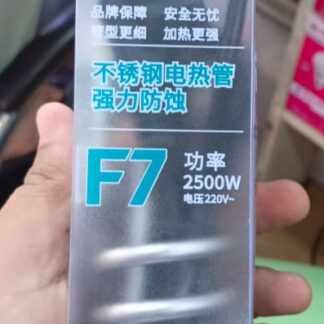 品牌保障 安全无忧
管型更细 加热更强
不锈钢电热管
强力防蚀
F7 功率
2500W
电压220V~